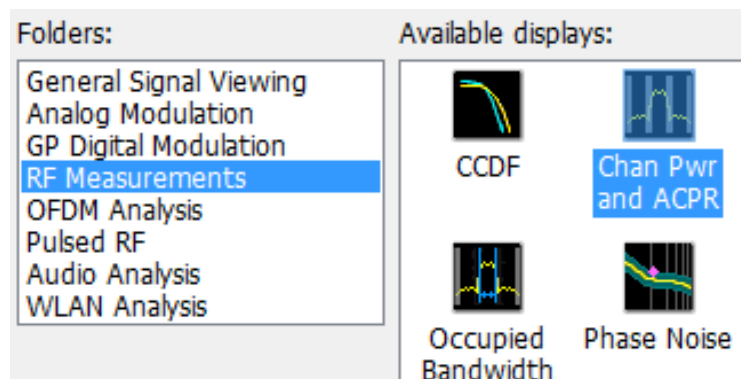 Folders:
General Signal Viewing
Analog Modulation
GP Digital Modulation
RF Measurements
OFDM Analysis
Pulsed RF
Audio Analysis
WLAN Analysis
Available displays:
CCDF
Chan Pwr
and ACPR
Occupied
Bandwidth
Phase Noise